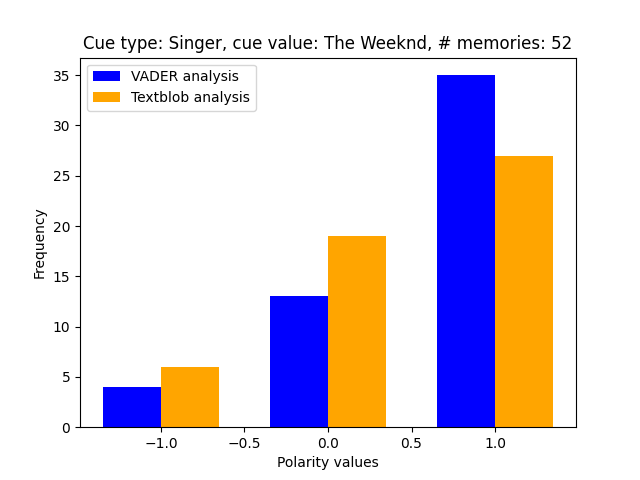 Cue type: Singer, cue value: The Weeknd, # memories: 52
VADER analysis
Textblob analysis
Frequency
35
30
25
20
15
10
5
0
−1.0
−0.5
0.0
0.5
1.0
Polarity values